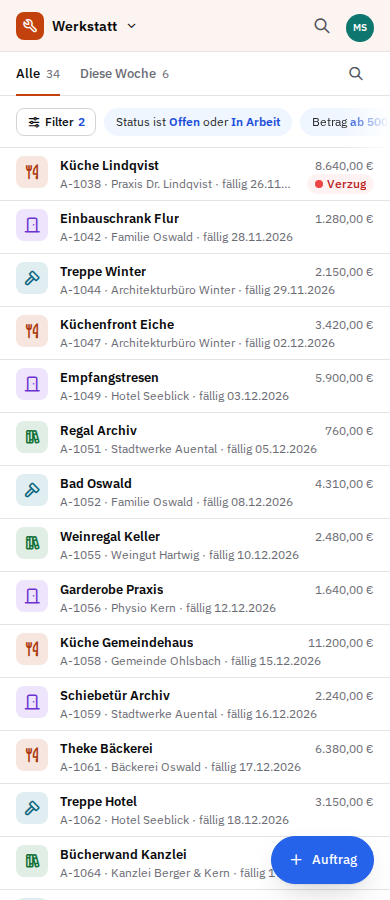 Werkstatt
MS
Alle 34 Diese Woche 6
Filter 2 Status ist Offen oder In Arbeit Betrag ab 500
Küche Lindqvist 8.640,00 €
A-1038 · Praxis Dr. Lindqvist · fällig 26.11... Verzug
Einbauschrank Flur 1.280,00 €
A-1042 · Familie Oswald · fällig 28.11.2026
Treppe Winter 2.150,00 €
A-1044 · Architekturbüro Winter · fällig 29.11.2026
Küchenfront Eiche 3.420,00 €
A-1047 · Architekturbüro Winter · fällig 02.12.2026
Empfangstresen 5.900,00 €
A-1049 · Hotel Seeblick · fällig 03.12.2026
Regal Archiv 760,00 €
A-1051 · Stadtwerke Auental · fällig 05.12.2026
Bad Oswald 4.310,00 €
A-1052 · Familie Oswald · fällig 08.12.2026
Weinregal Keller 2.480,00 €
A-1055 · Weingut Hartwig · fällig 10.12.2026
Garderobe Praxis 1.640,00 €
A-1056 · Physio Kern · fällig 12.12.2026
Küche Gemeindehaus 11.200,00 €
A-1058 · Gemeinde Ohlsbach · fällig 15.12.2026
Schiebetür Archiv 2.240,00 €
A-1059 · Stadtwerke Auental · fällig 16.12.2026
Theke Bäckerei 6.380,00 €
A-1061 · Bäckerei Oswald · fällig 17.12.2026
Treppe Hotel 3.150,00 €
A-1062 · Hotel Seeblick · fällig 18.12.2026
Bücherwand Kanzlei
A-1064 · Kanzlei Berger & Kern · fällig
Auftrag